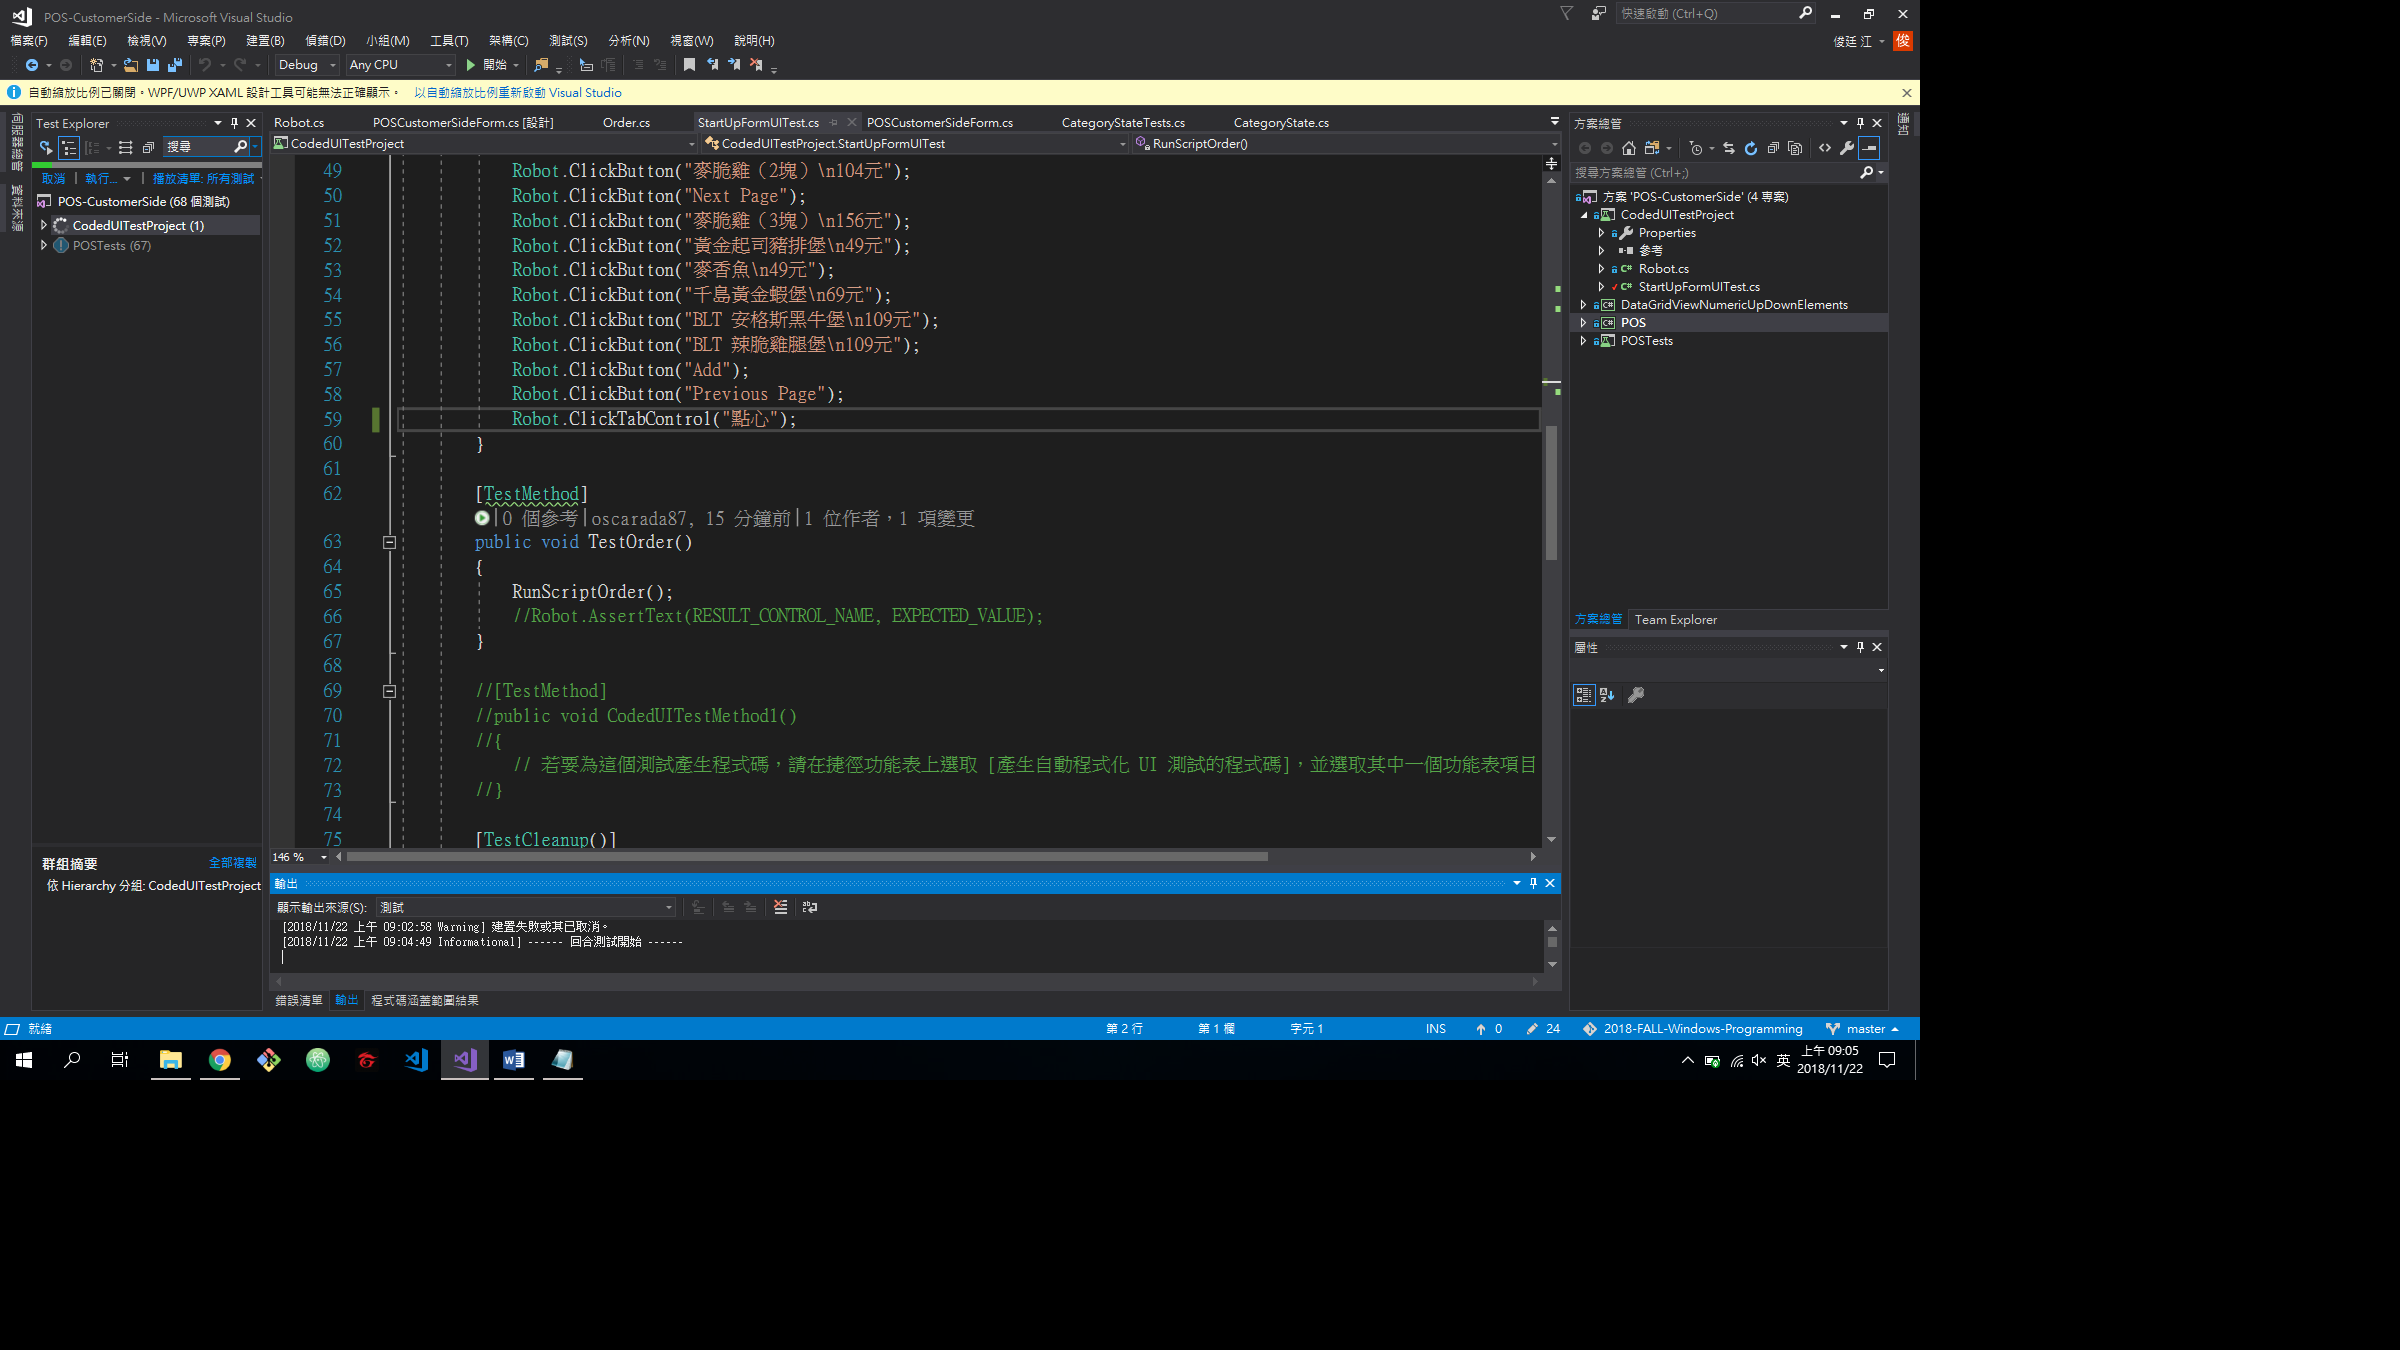 POS-CustomerSide - Microsoft Visual Studio
快速啟動 (Ctrl+Q)
檔案(F) 編輯(E) 檢視(V) 專案(P) 建置(B) 偵錯(D) 小組(M) 工具(T) 架構(C) 測試(S) 分析(N) 視窗(W) 說明(H)
俊廷 江 俊
Debug Any CPU 開始
自動縮放比例已關閉。WPF/UWP XAML 設計工具可能無法正確顯示。 以自動縮放比例重新啟動 Visual Studio
伺服器總管
資料來源
Test Explorer
搜尋
取消 執行... 播放清單: 所有測試
POS-CustomerSide (68 個測試)
CodedUITestProject (1)
POSTests (67)
群組摘要 全部複製
依 Hierarchy 分組: CodedUITestProject
Robot.cs POSCustomerSideForm.cs [設計] Order.cs StartUpFormUITest.cs POSCustomerSideForm.cs CategoryStateTests.cs CategoryState.cs
CodedUITestProject CodedUITestProject.StartUpFormUITest RunScriptOrder()
49 Robot.ClickButton("麥脆雞（2塊）\n104元");
50 Robot.ClickButton("Next Page");
51 Robot.ClickButton("麥脆雞（3塊）\n156元");
52 Robot.ClickButton("黃金起司豬排堡\n49元");
53 Robot.ClickButton("麥香魚\n49元");
54 Robot.ClickButton("千島黃金蝦堡\n69元");
55 Robot.ClickButton("BLT 安格斯黑牛堡\n109元");
56 Robot.ClickButton("BLT 辣脆雞腿堡\n109元");
57 Robot.ClickButton("Add");
58 Robot.ClickButton("Previous Page");
59 Robot.ClickTabControl("點心");
60 }
61
62 [TestMethod]
0 個參考|oscarada87, 15 分鐘前|1 位作者，1 項變更
63 public void TestOrder()
64 {
65 RunScriptOrder();
66 //Robot.AssertText(RESULT_CONTROL_NAME, EXPECTED_VALUE);
67 }
68
69 //[TestMethod]
70 //public void CodedUITestMethod1()
71 //{
72 // 若要為這個測試產生程式碼，請在捷徑功能表上選取 [產生自動程式化 UI 測試的程式碼]，並選取其中一個功能表項目
73 //}
74
75 [TestCleanup()]
146 %
輸出
顯示輸出來源(S): 測試
[2018/11/22 上午 09:02:58 Warning] 建置失敗或其已取消。
[2018/11/22 上午 09:04:49 Informational] ------ 回合測試開始 ------
錯誤清單 輸出 程式碼涵蓋範圍結果
方案總管
搜尋方案總管 (Ctrl+;)
方案 'POS-CustomerSide' (4 專案)
CodedUITestProject
Properties
參考
C# Robot.cs
C# StartUpFormUITest.cs
C# DataGridViewNumericUpDownElements
C# POS
POSTests
方案總管 Team Explorer
屬性
通知
就緒 第 2 行 第 1 欄 字元 1 INS 0 24 2018-FALL-Windows-Programming master
英 上午 09:05
2018/11/22